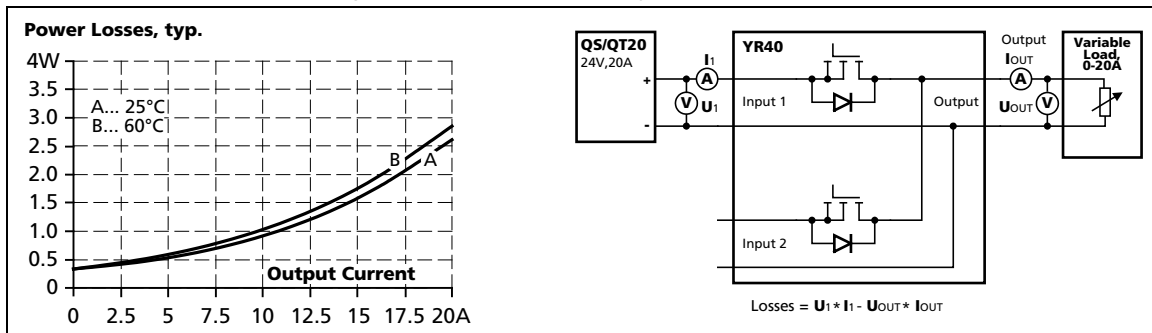 Power Losses, typ.
4W
3.5
3.0
2.5
2.0
1.5
1.0
0.5
0
A... 25°C
B... 60°C
B
A
Output Current
0 2.5 5 7.5 10 12.5 15 17.5 20A
QS/QT20
24V,20A
+
-
I1
A
V
U1
YR40
Input 1
Output
Input 2
Output
IOUT
A
UOUT
V
Variable
Load,
0-20A
Losses = U1 * I1 - UOUT * IOUT